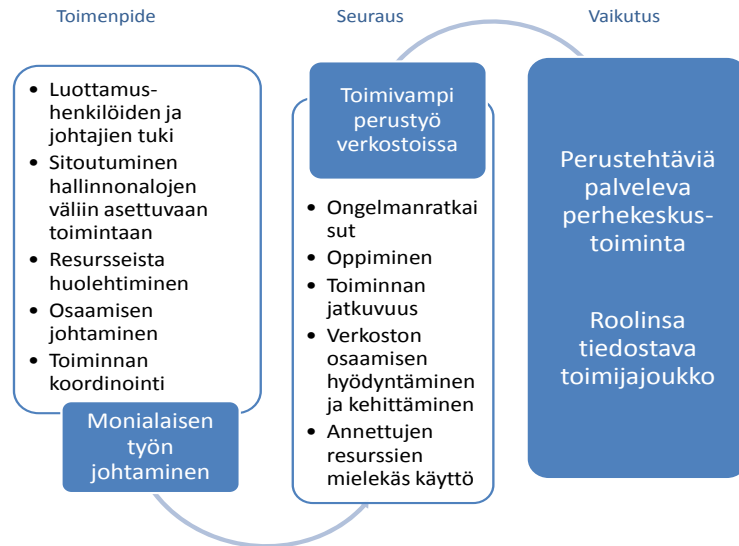 Toimenpide
Seuraus
Vaikutus
• Luottamus-
henkilöiden ja
johtajien tuki
• Sitoutuminen
hallinnonalojen
väliin asettuvaan
toimintaan
• Resursseista
huolehtiminen
• Osaamisen
johtaminen
• Toiminnan
koordinointi
Monialaisen
työn
johtaminen
Toimivampi
perustyö
verkostoissa
• Ongelmanratkai
sut
• Oppiminen
• Toiminnan
jatkuvuus
• Verkoston
osaamisen
hyödyntäminen
ja kehittäminen
• Annettujen
resurssien
mielekäs käyttö
Perustehtäviä
palveleva
perhekeskus-
toiminta
Roolinsa
tiedostava
toimijajoukko